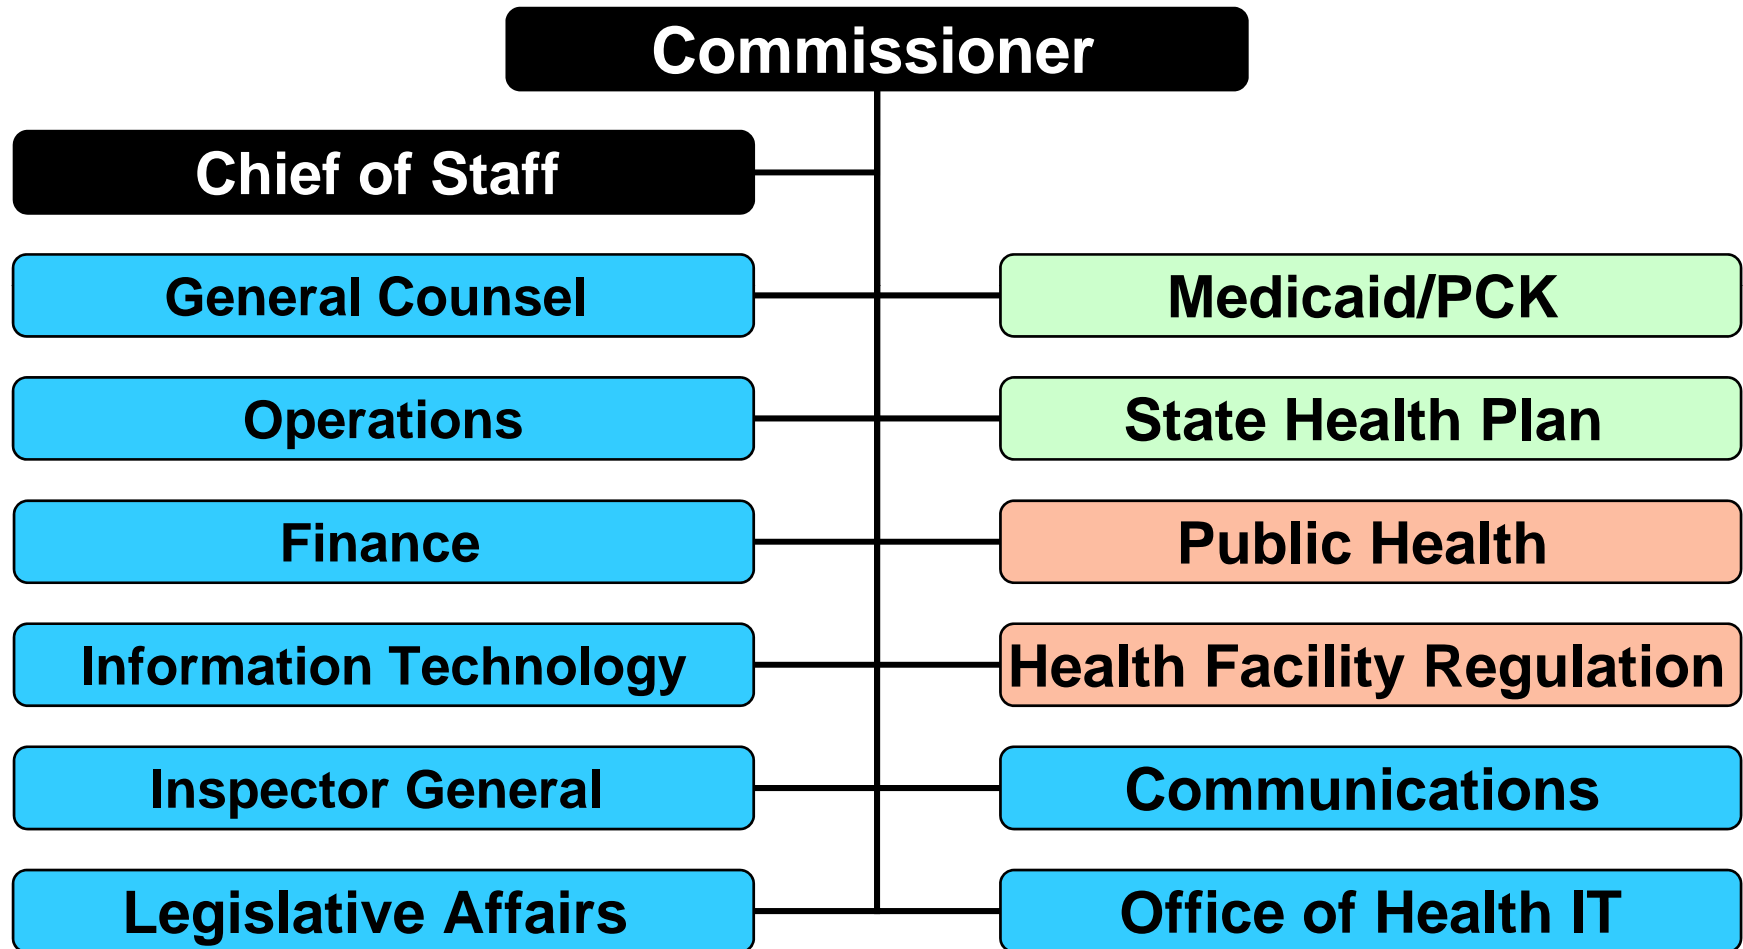 Commissioner
Chief of Staff
General Counsel
Medicaid/PCK
Operations
State Health Plan
Finance
Public Health
Information Technology
Health Facility Regulation
Inspector General
Communications
Legislative Affairs
Office of Health IT